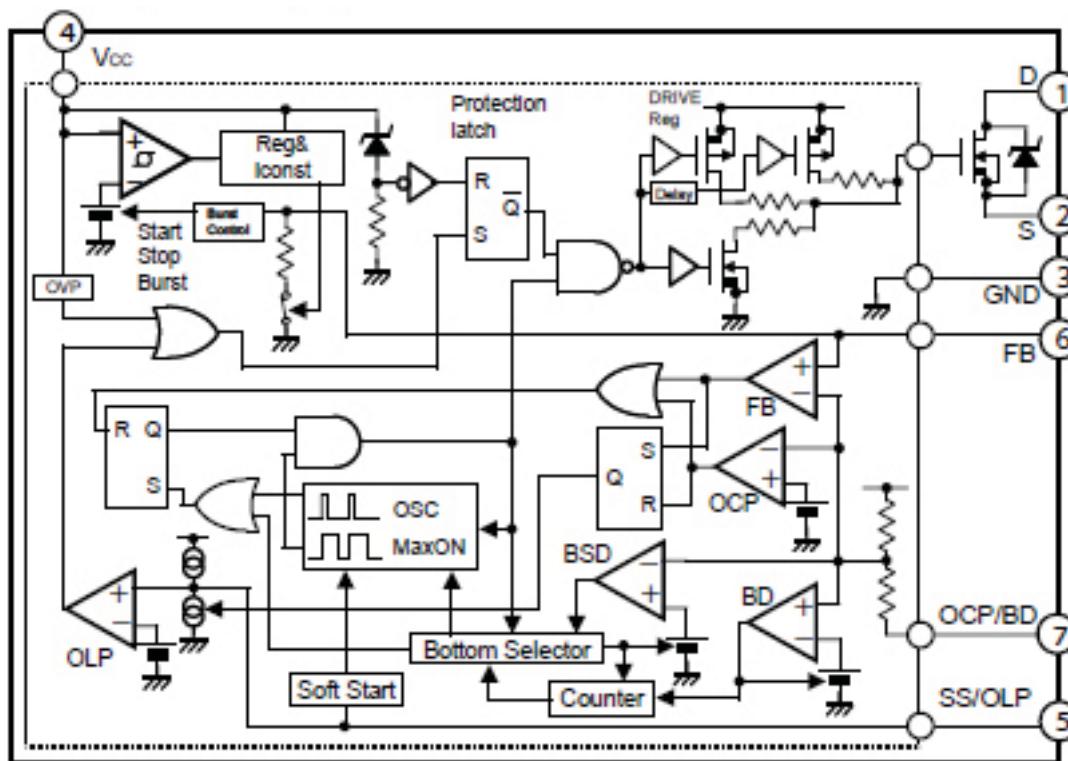 4
Vcc
D
1
Protection
latch
DRIVE
Reg
Reg&
Iconst
R
Q
S
Delay
2
S
Burst
Control
Start
Stop
Burst
OVP
3
GND
6
FB
FB
R
Q
S
S
Q
R
OCP
OSC
MaxON
BSD
BD
OLP
Bottom Selector
OCP/BD
7
Soft Start
Counter
SS/OLP
5